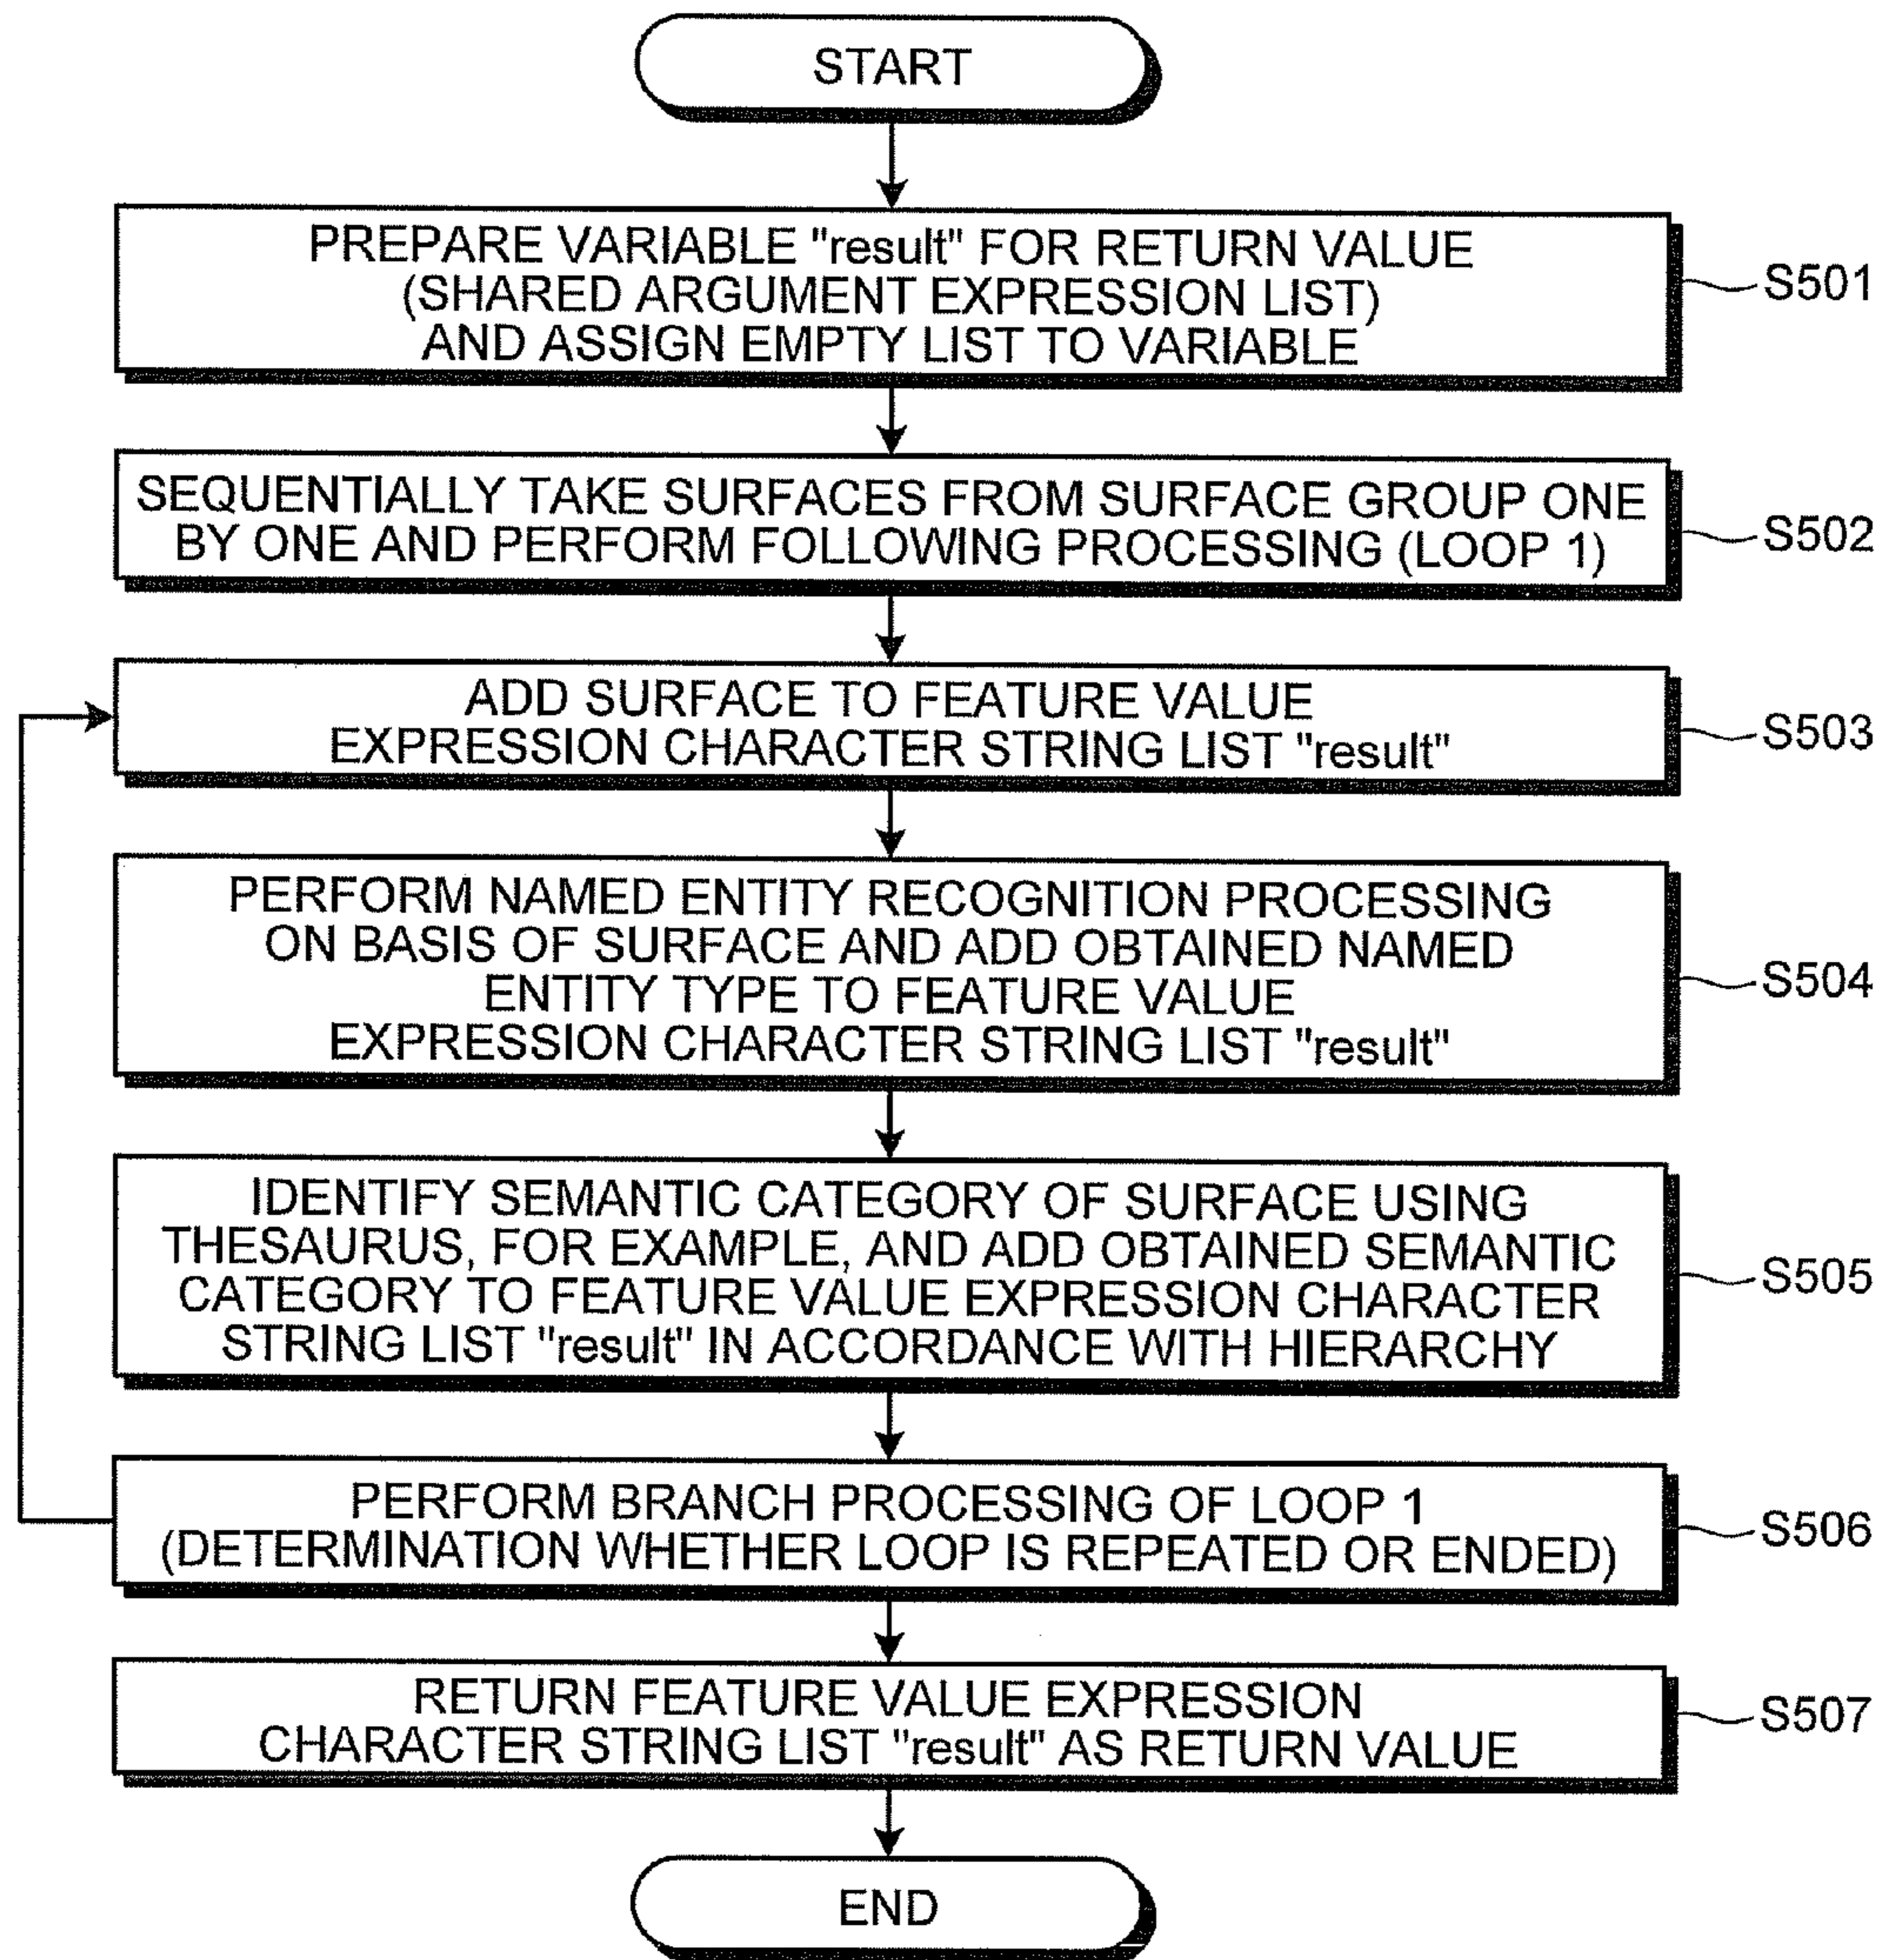 START
PREPARE VARIABLE "result" FOR RETURN VALUE
(SHARED ARGUMENT EXPRESSION LIST)
AND ASSIGN EMPTY LIST TO VARIABLE
S501
SEQUENTIALLY TAKE SURFACES FROM SURFACE GROUP ONE
BY ONE AND PERFORM FOLLOWING PROCESSING (LOOP 1)
S502
ADD SURFACE TO FEATURE VALUE
EXPRESSION CHARACTER STRING LIST "result"
S503
PERFORM NAMED ENTITY RECOGNITION PROCESSING
ON BASIS OF SURFACE AND ADD OBTAINED NAMED
ENTITY TYPE TO FEATURE VALUE
EXPRESSION CHARACTER STRING LIST "result"
S504
IDENTIFY SEMANTIC CATEGORY OF SURFACE USING
THESAURUS, FOR EXAMPLE, AND ADD OBTAINED SEMANTIC
CATEGORY TO FEATURE VALUE EXPRESSION CHARACTER
STRING LIST "result" IN ACCORDANCE WITH HIERARCHY
S505
PERFORM BRANCH PROCESSING OF LOOP 1
(DETERMINATION WHETHER LOOP IS REPEATED OR ENDED)
S506
RETURN FEATURE VALUE EXPRESSION
CHARACTER STRING LIST "result" AS RETURN VALUE
S507
END